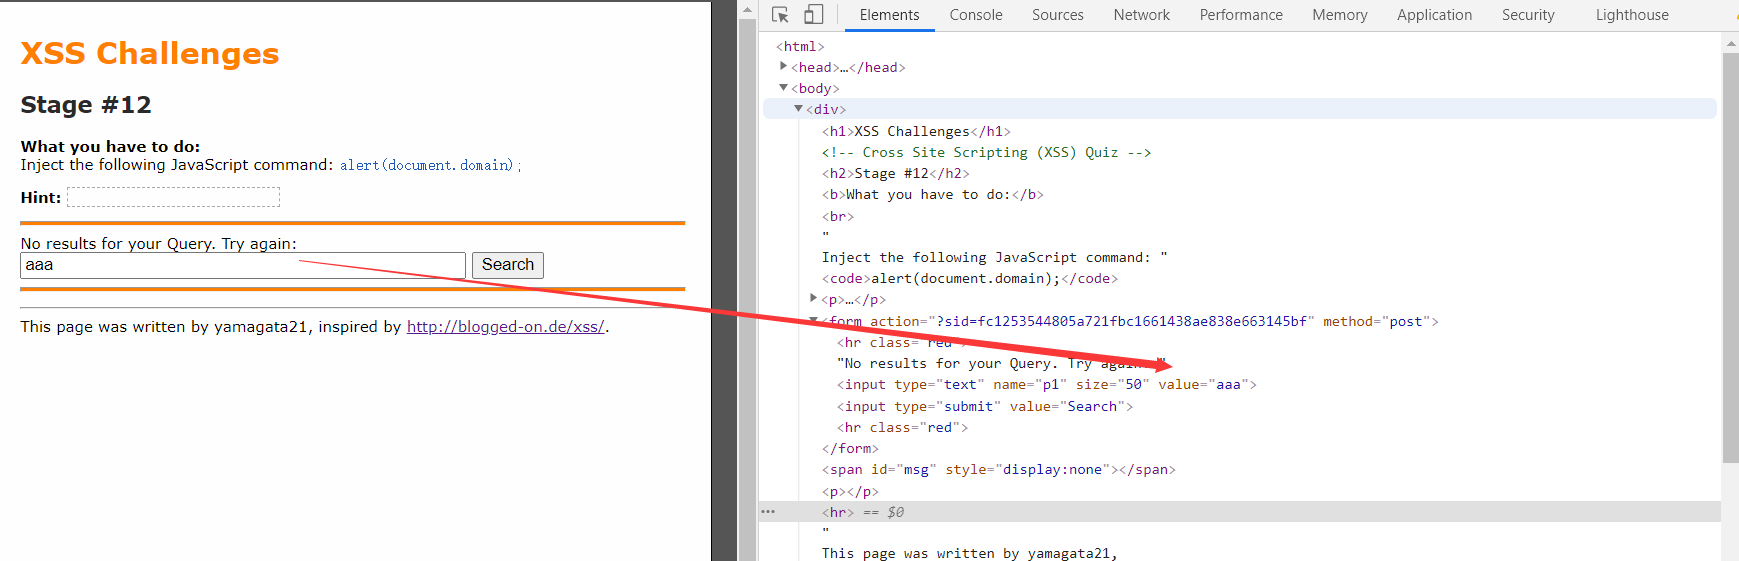 XSS Challenges
Stage #12
What you have to do:
Inject the following JavaScript command: alert(document.domain);
Hint:
No results for your Query. Try again:
aaa Search
This page was written by yamagata21, inspired by http://blogged-on.de/xss/.
Elements Console Sources Network Performance Memory Application Security Lighthouse
<html>
<head>…</head>
<body>
<div>
<h1>XSS Challenges</h1>
<!-- Cross Site Scripting (XSS) Quiz -->
<h2>Stage #12</h2>
<b>What you have to do:</b>
<br>
"
Inject the following JavaScript command: "
<code>alert(document.domain);</code>
<p>…</p>
<form action="?sid=fc1253544805a721fbc1661438ae838e663145bf" method="post">
<hr class="red">
"No results for your Query. Try again: "
<input type="text" name="p1" size="50" value="aaa">
<input type="submit" value="Search">
<hr class="red">
</form>
<span id="msg" style="display:none"></span>
<p></p>
… <hr> == $0
"
This page was written by yamagata21,